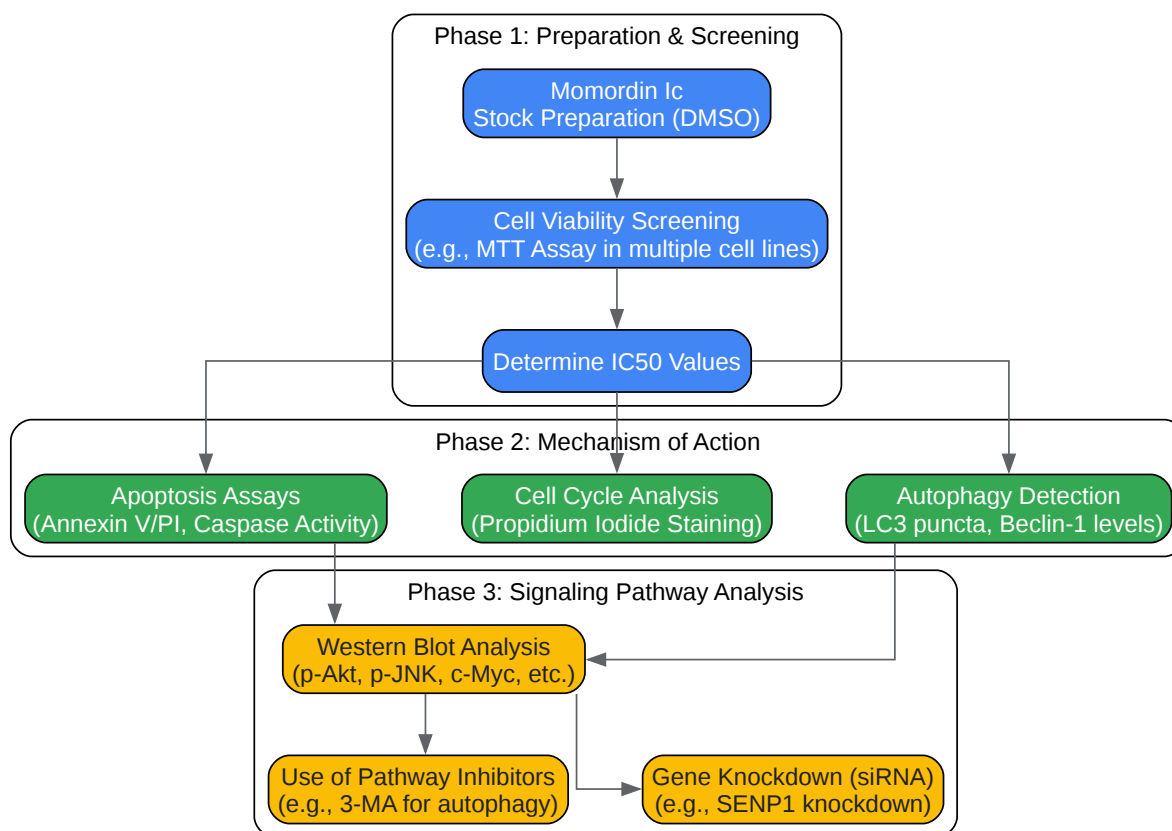 Phase 1: Preparation & Screening
Momordin Ic
Stock Preparation (DMSO)
Cell Viability Screening
(e.g., MTT Assay in multiple cell lines)
Determine IC50 Values
Phase 2: Mechanism of Action
Apoptosis Assays
(Annexin V/PI, Caspase Activity)
Cell Cycle Analysis
(Propidium Iodide Staining)
Autophagy Detection
(LC3 puncta, Beclin-1 levels)
Phase 3: Signaling Pathway Analysis
Western Blot Analysis
(p-Akt, p-JNK, c-Myc, etc.)
Use of Pathway Inhibitors
(e.g., 3-MA for autophagy)
Gene Knockdown (siRNA)
(e.g., SENP1 knockdown)